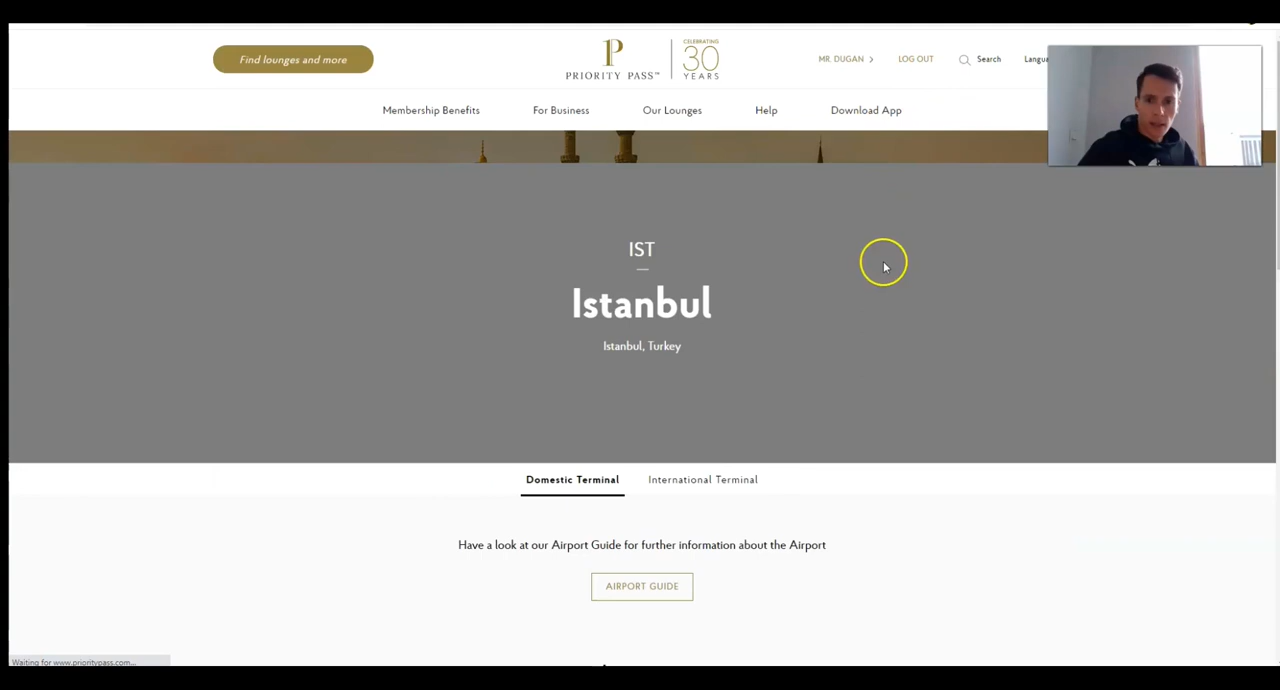 Find lounges and more
PRIORITY PASS™
CELEBRATING
30
YEARS
MR. DUGAN
LOG OUT
Search
Membership Benefits
For Business
Our Lounges
Help
Download App
IST
Istanbul
Istanbul, Turkey
Domestic Terminal
International Terminal
Have a look at our Airport Guide for further information about the Airport
AIRPORT GUIDE
Waiting for www.prioritypass.com...